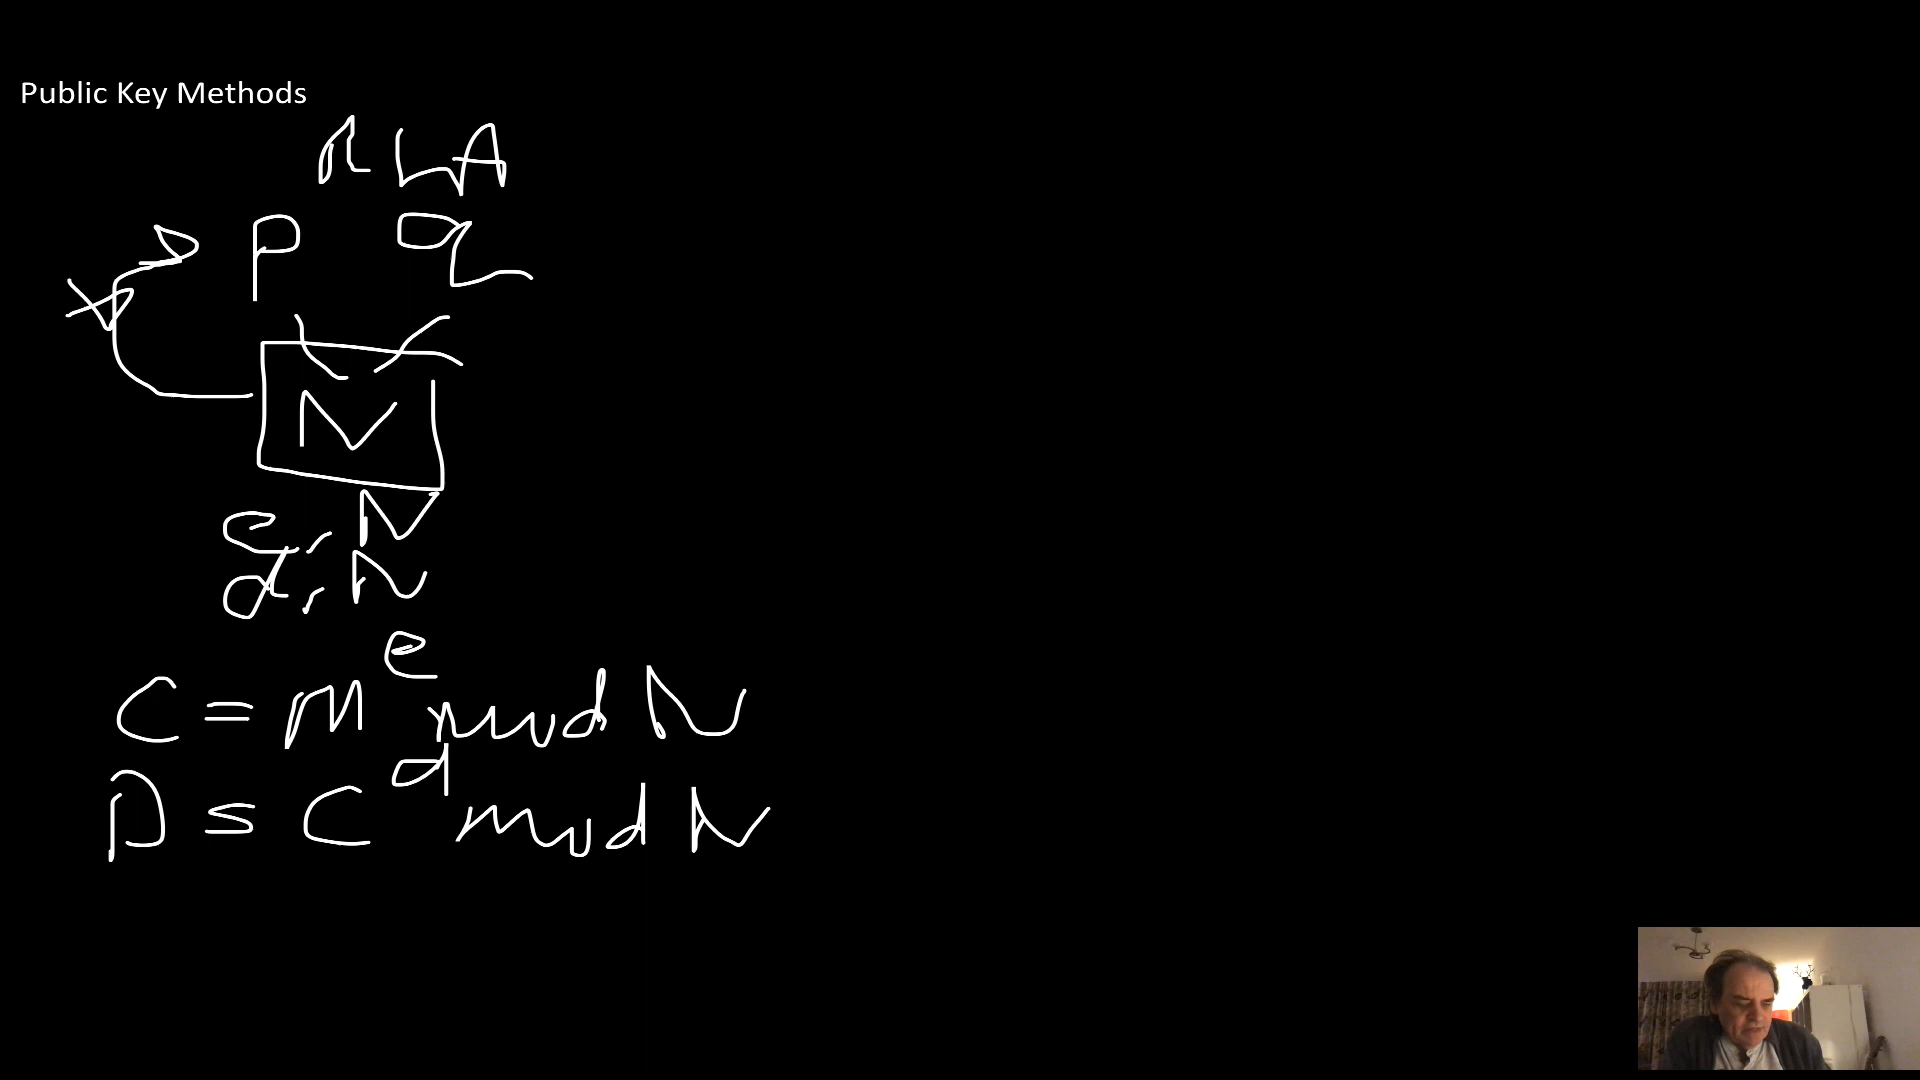 Public Key Methods
RSA
P q
N
e, N
d, N
C = M^e mod N
D = C^d mod N